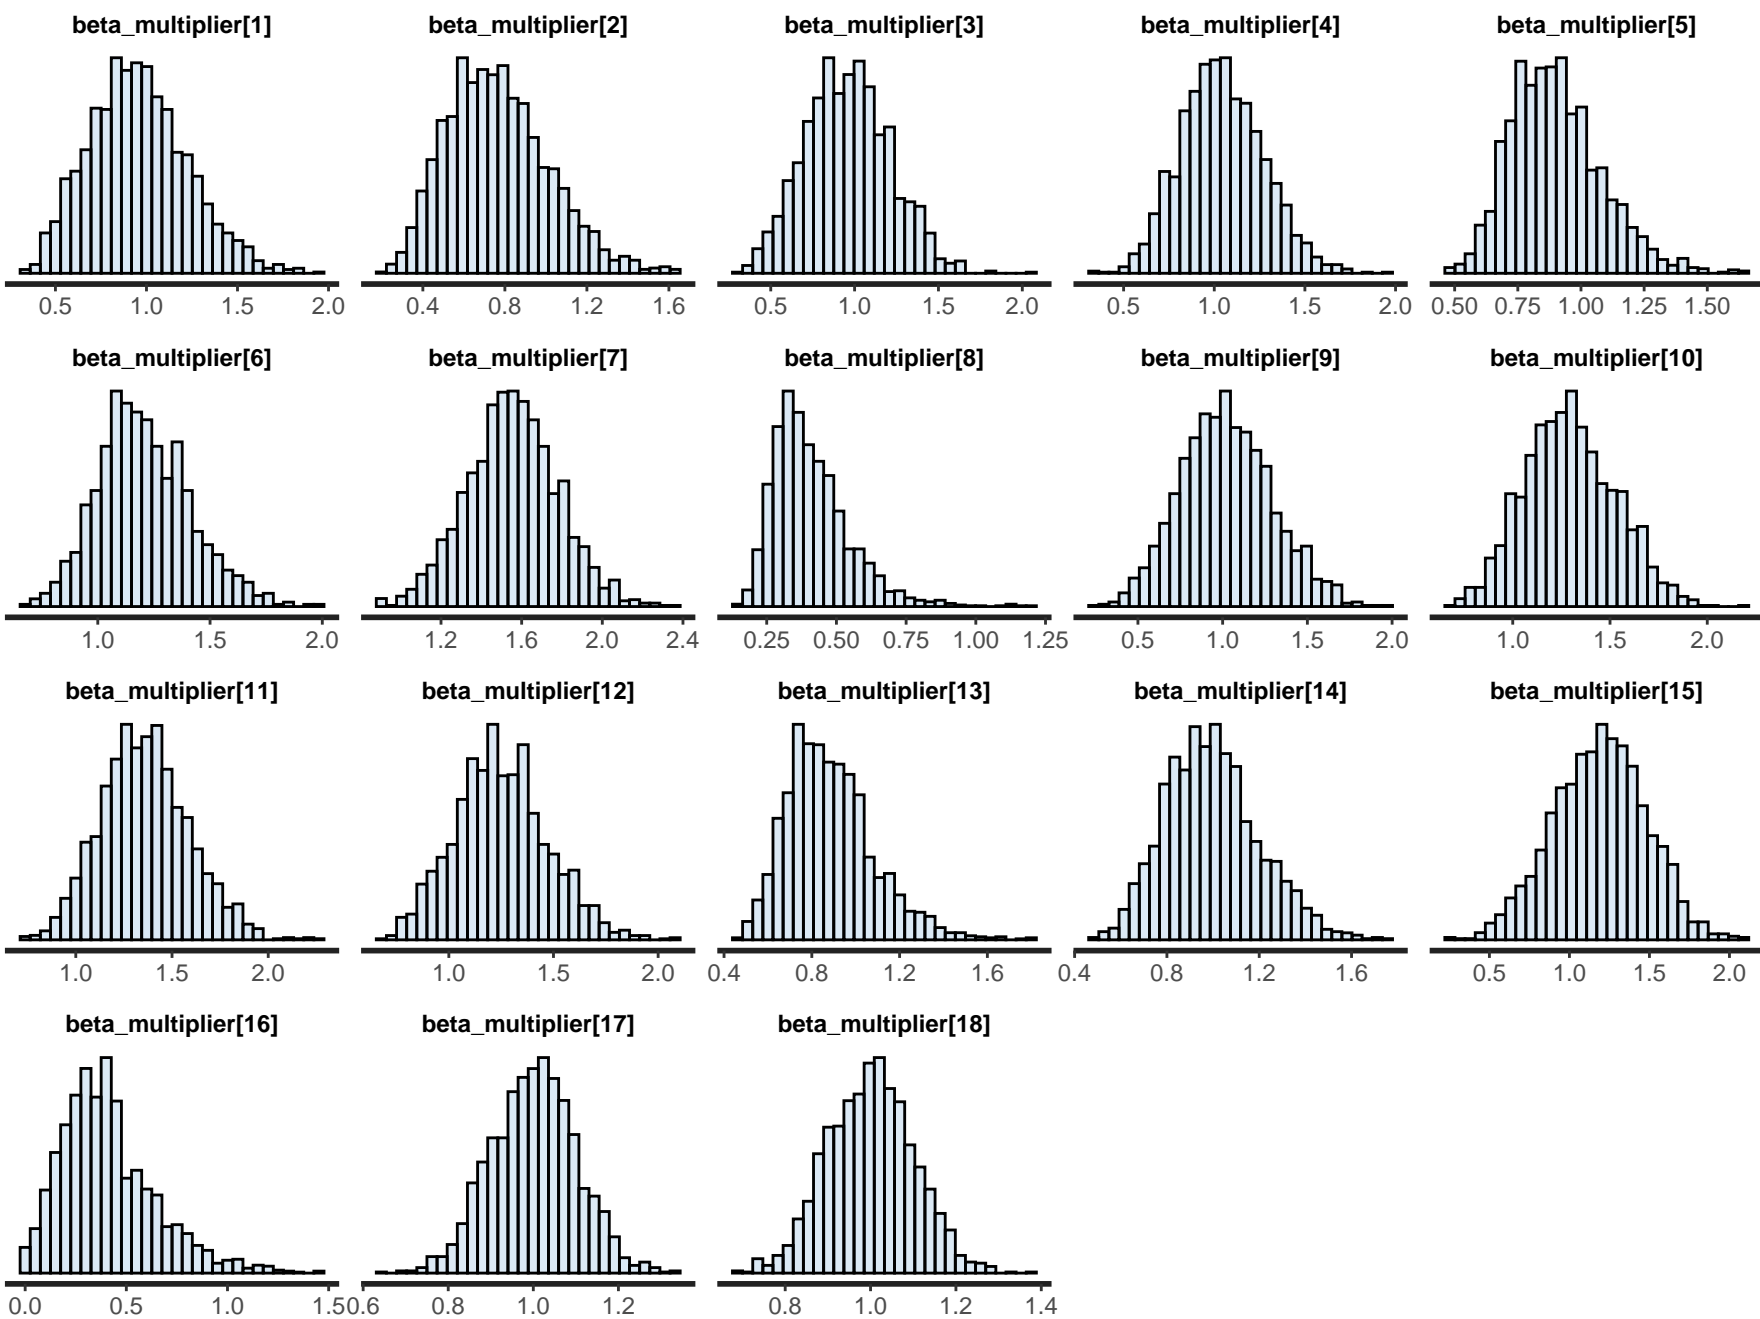 beta_multiplier[1] beta_multiplier[2] beta_multiplier[3] beta_multiplier[4] beta_multiplier[5]
0.5 1.0 1.5 2.0 0.4 0.8 1.2 1.6 0.5 1.0 1.5 2.0 0.5 1.0 1.5 2.0 0.50 0.75 1.00 1.25 1.50
beta_multiplier[6] beta_multiplier[7] beta_multiplier[8] beta_multiplier[9] beta_multiplier[10]
1.0 1.5 2.0 1.2 1.6 2.0 2.4 0.25 0.50 0.75 1.00 1.25 0.5 1.0 1.5 2.0 1.0 1.5 2.0
beta_multiplier[11] beta_multiplier[12] beta_multiplier[13] beta_multiplier[14] beta_multiplier[15]
1.0 1.5 2.0 1.0 1.5 2.0 0.4 0.8 1.2 1.6 0.4 0.8 1.2 1.6 0.5 1.0 1.5 2.0
beta_multiplier[16] beta_multiplier[17] beta_multiplier[18]
0.0 0.5 1.0 1.5 0.6 0.8 1.0 1.2 0.8 1.0 1.2 1.4